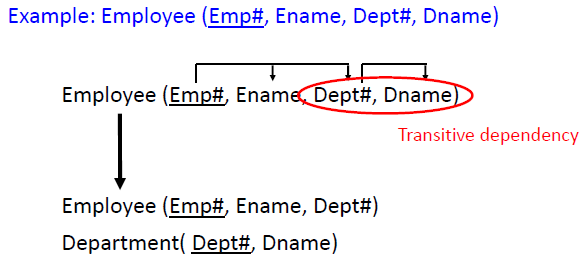 Example: Employee (Emp#, Ename, Dept#, Dname)
Employee (Emp#, Ename, Dept#, Dname)
Transitive dependency
Employee (Emp#, Ename, Dept#)
Department( Dept#, Dname)